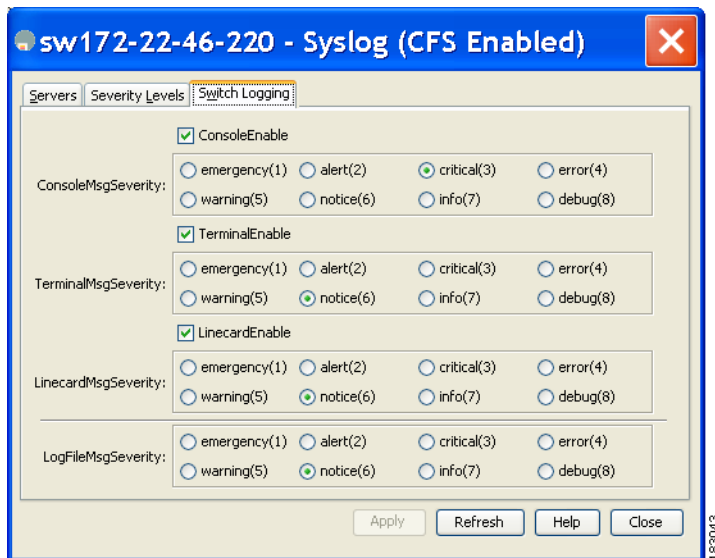 sw172-22-46-220 - Syslog (CFS Enabled)
Servers Severity Levels Switch Logging
ConsoleEnable
ConsoleMsgSeverity:
emergency(1) alert(2) critical(3) error(4)
warning(5) notice(6) info(7) debug(8)
TerminalEnable
TerminalMsgSeverity:
emergency(1) alert(2) critical(3) error(4)
warning(5) notice(6) info(7) debug(8)
LinecardEnable
LinecardMsgSeverity:
emergency(1) alert(2) critical(3) error(4)
warning(5) notice(6) info(7) debug(8)
LogFileMsgSeverity:
emergency(1) alert(2) critical(3) error(4)
warning(5) notice(6) info(7) debug(8)
Apply Refresh Help Close